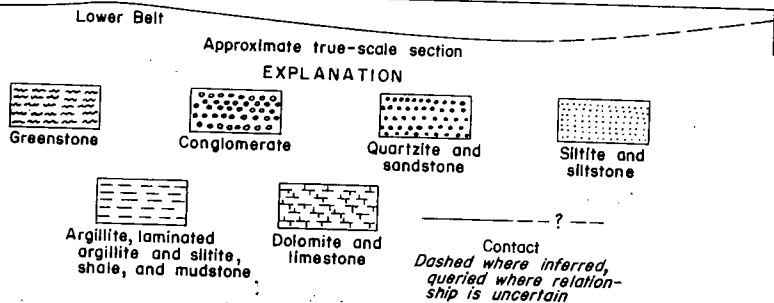 Lower Belt
Approximate true-scale section
EXPLANATION
Greenstone
Conglomerate
Quartzite and
sandstone
Siltite and
siltstone
Argillite, laminated
argillite and siltite,
shale, and mudstone
Dolomite and
limestone
?
Contact
Dashed where inferred,
queried where relation-
ship is uncertain